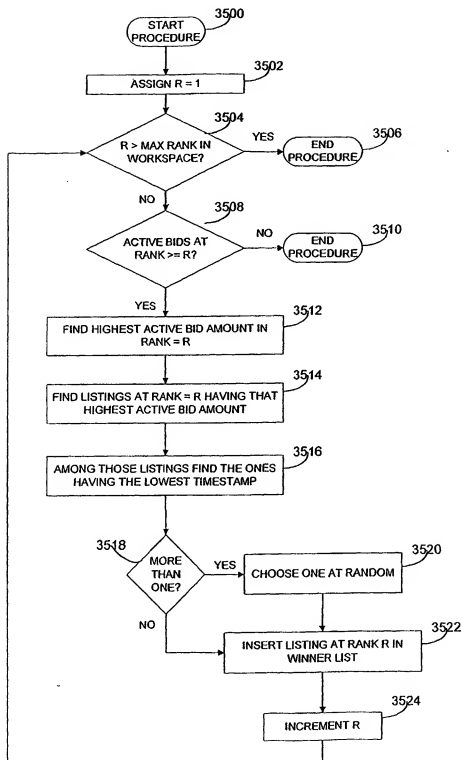 3500
START
PROCEDURE
3502
ASSIGN R = 1
3504
R > MAX RANK IN
WORKSPACE?
YES
3506
END
PROCEDURE
NO
3508
ACTIVE BIDS AT
RANK >= R?
NO
3510
END
PROCEDURE
YES
3512
FIND HIGHEST ACTIVE BID AMOUNT IN
RANK = R
3514
FIND LISTINGS AT RANK = R HAVING THAT
HIGHEST ACTIVE BID AMOUNT
3516
AMONG THOSE LISTINGS FIND THE ONES
HAVING THE LOWEST TIMESTAMP
3518
MORE
THAN
ONE?
YES
3520
CHOOSE ONE AT RANDOM
NO
3522
INSERT LISTING AT RANK R IN
WINNER LIST
3524
INCREMENT R